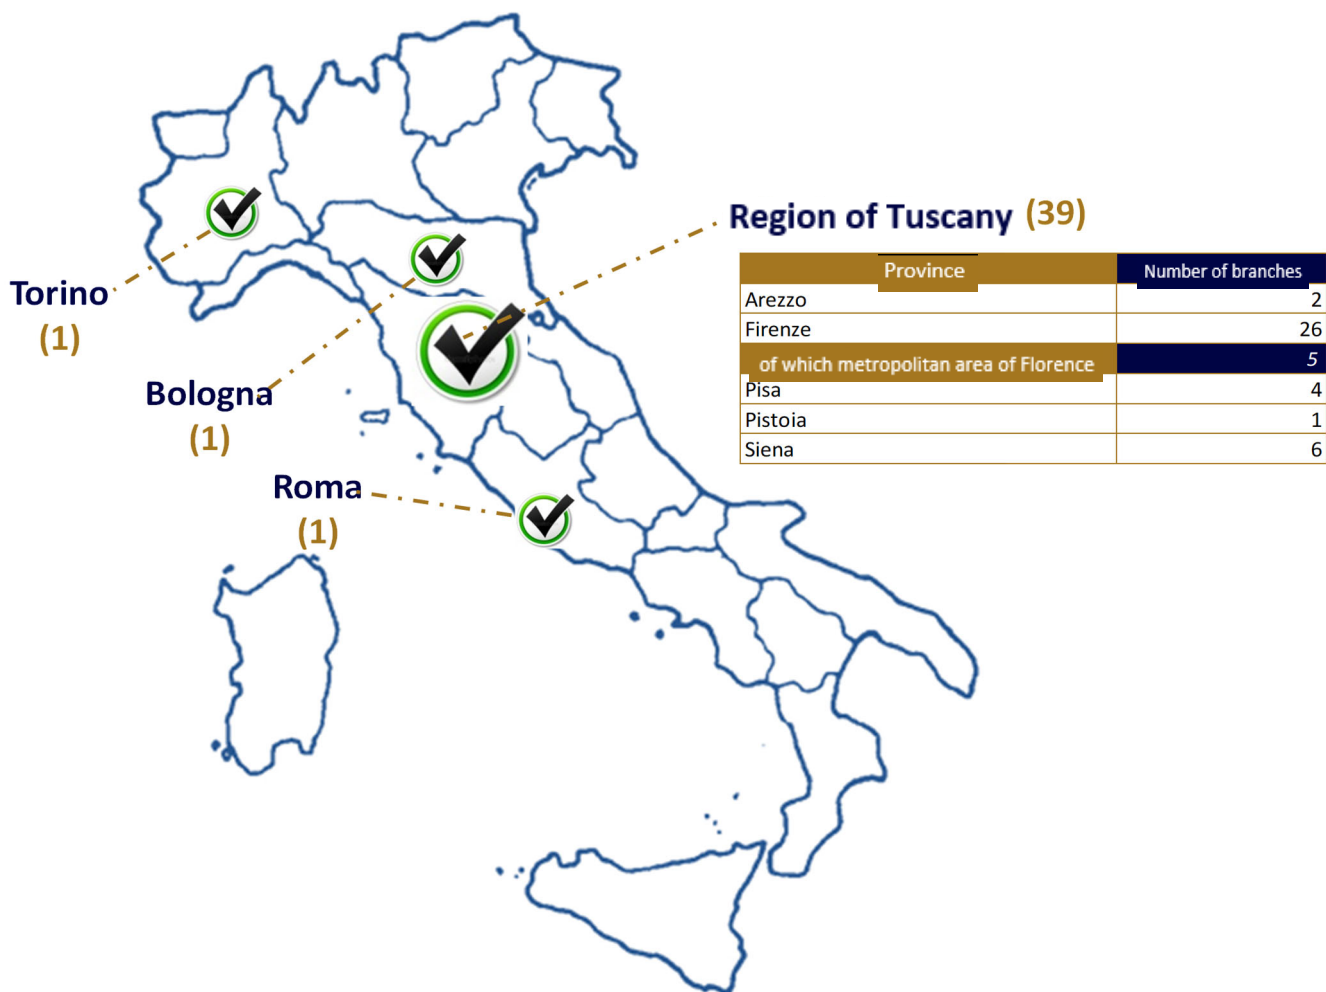 Region of Tuscany (39)
Province Number of branches
Arezzo 2
Firenze 26
of which metropolitan area of Florence 5
Pisa 4
Pistoia 1
Siena 6
Torino
(1)
Bologna
(1)
Roma
(1)